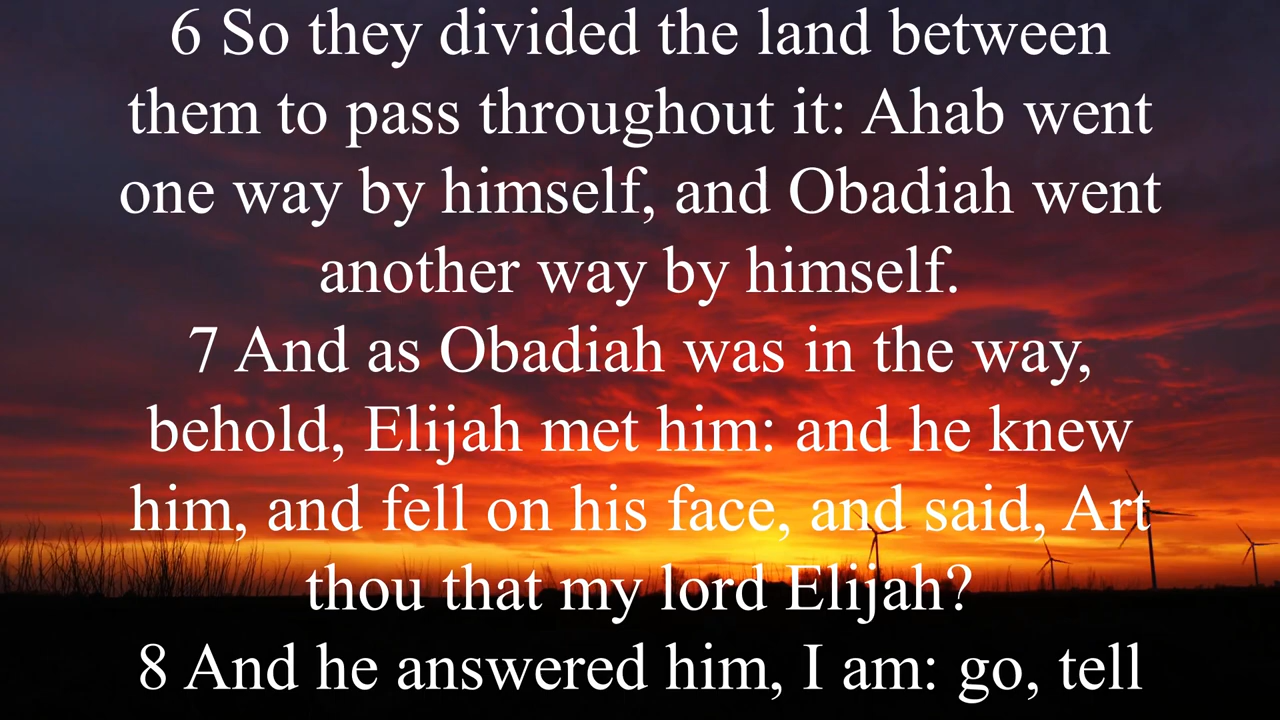 6 So they divided the land between
them to pass throughout it: Ahab went
one way by himself, and Obadiah went
another way by himself.
7 And as Obadiah was in the way,
behold, Elijah met him: and he knew
him, and fell on his face, and said, Art
thou that my lord Elijah?
8 And he answered him, I am: go, tell